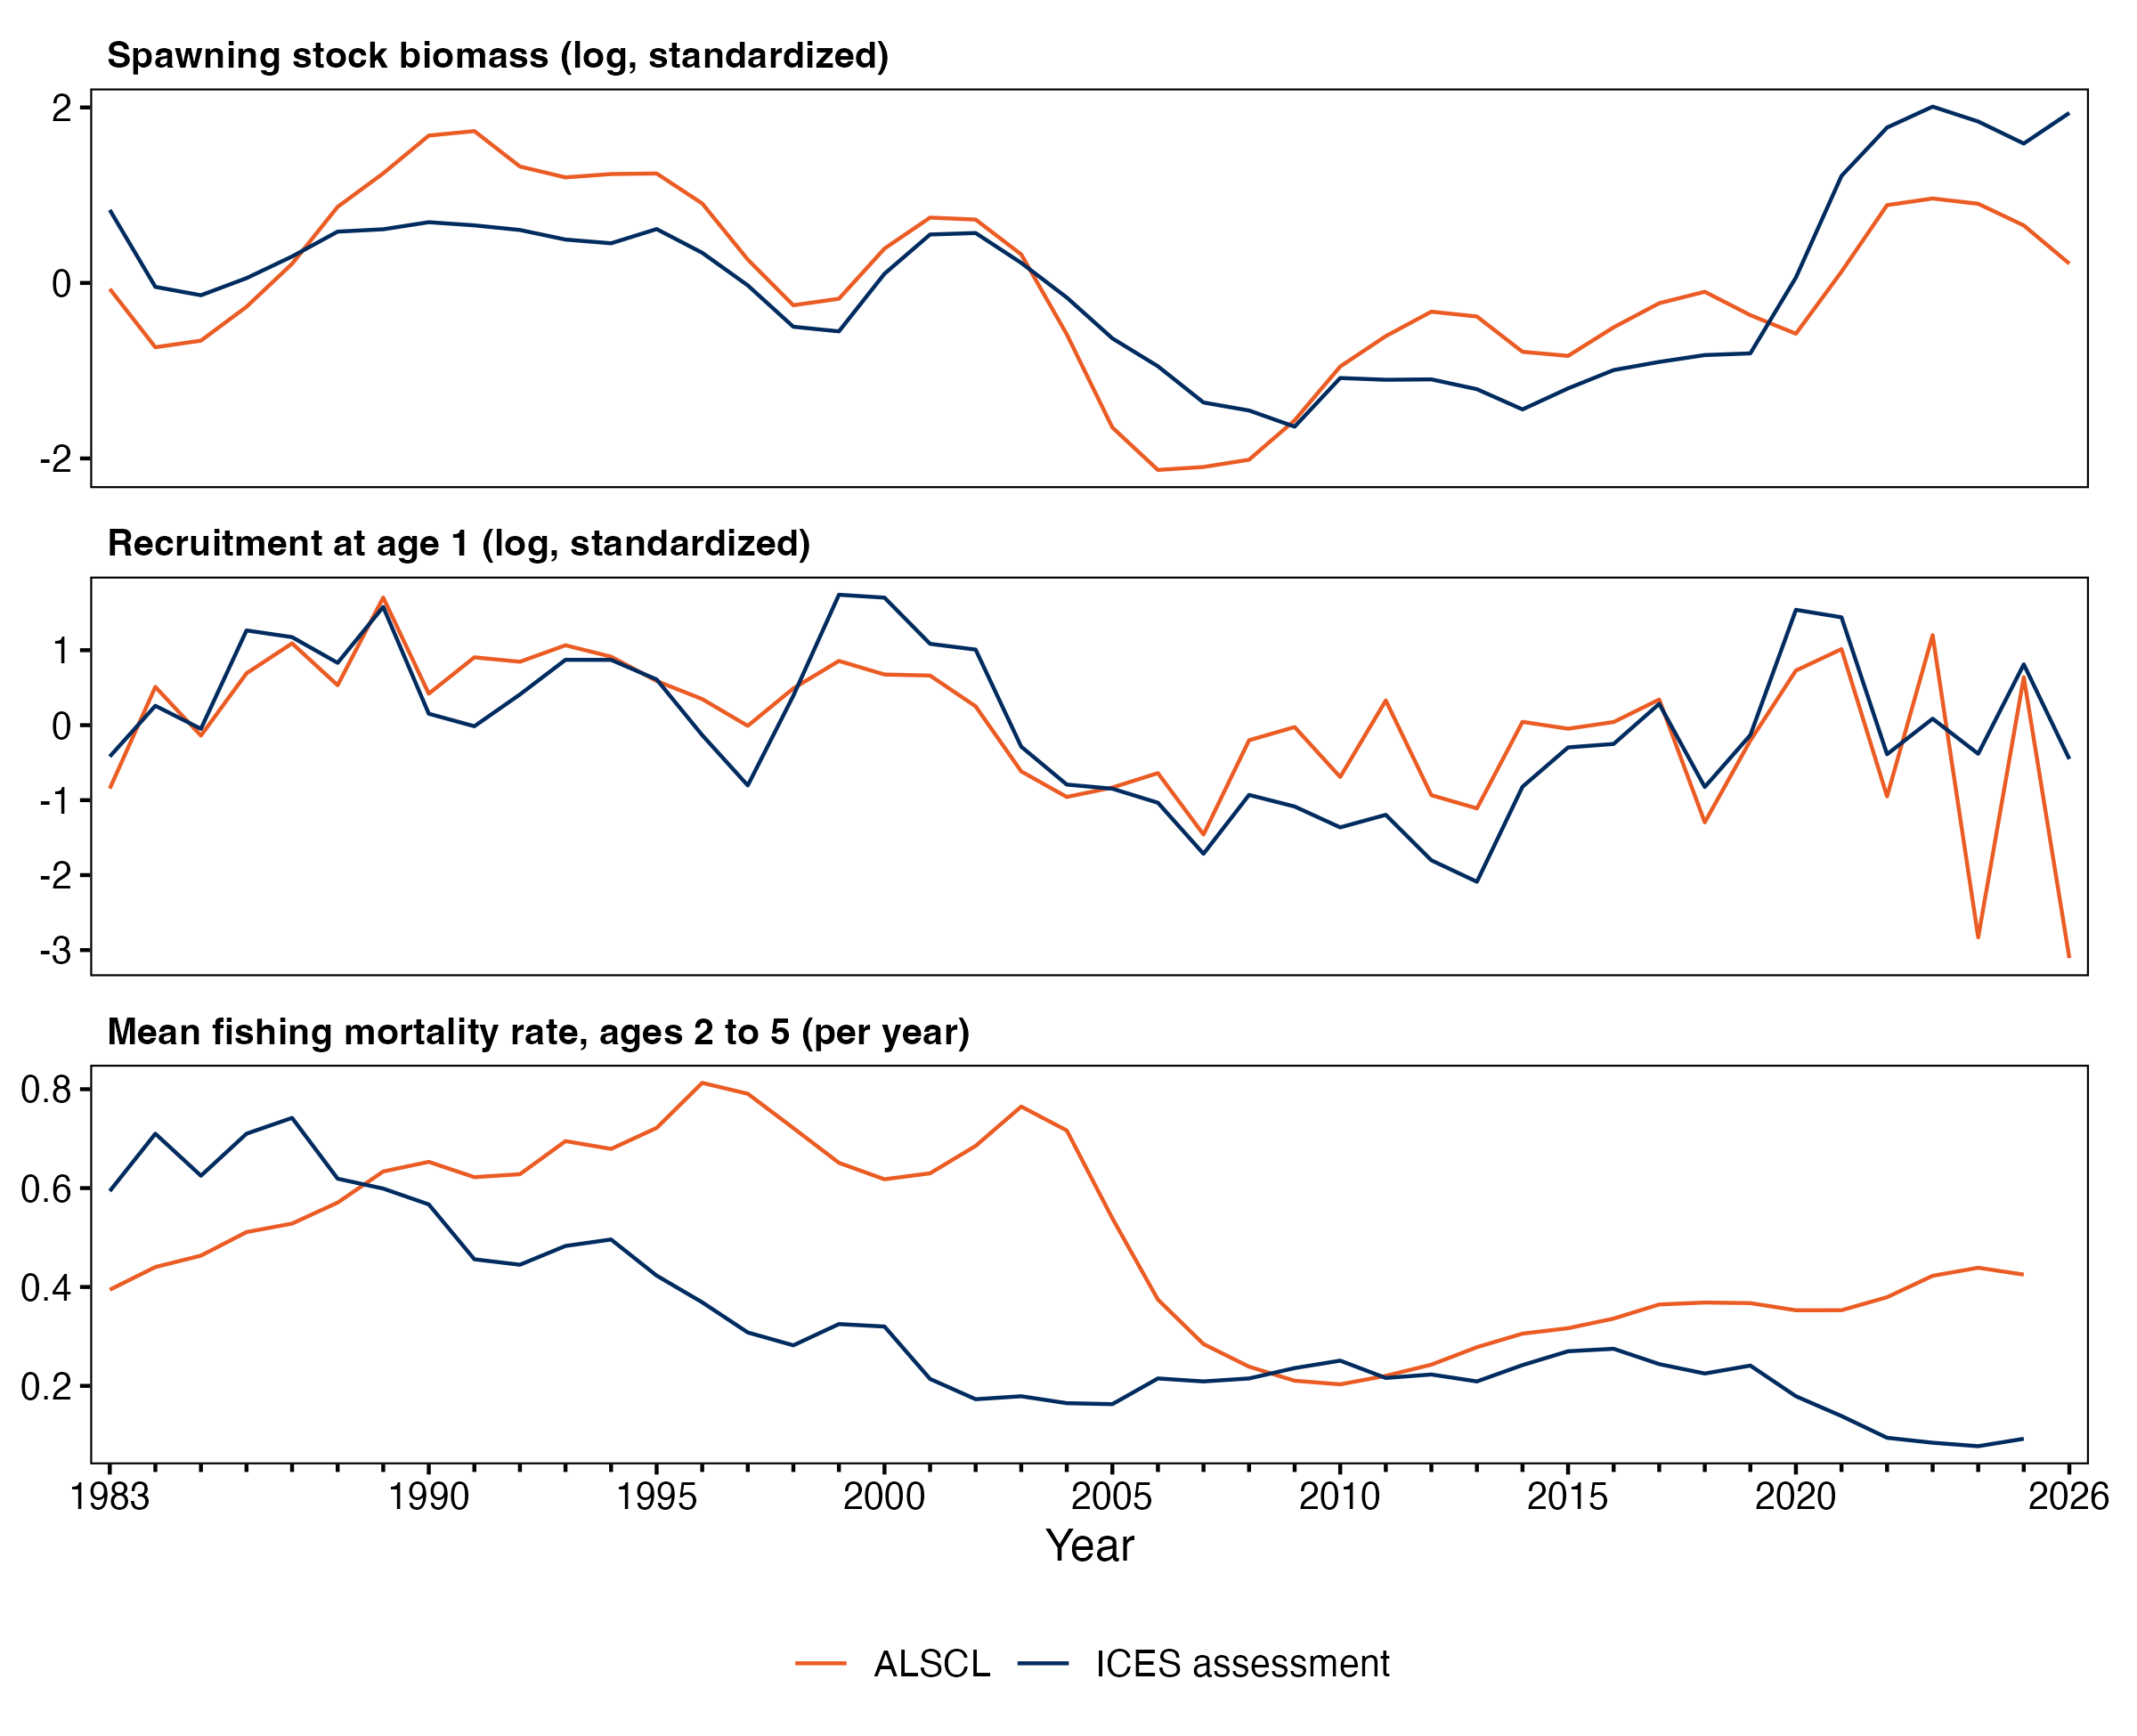 Spawning stock biomass (log, standardized)
2
0
-2
Recruitment at age 1 (log, standardized)
1
0
-1
-2
-3
Mean fishing mortality rate, ages 2 to 5 (per year)
0.8
0.6
0.4
0.2
1983 1990 1995 2000 2005 2010 2015 2020 2026
Year
ALSCL ICES assessment